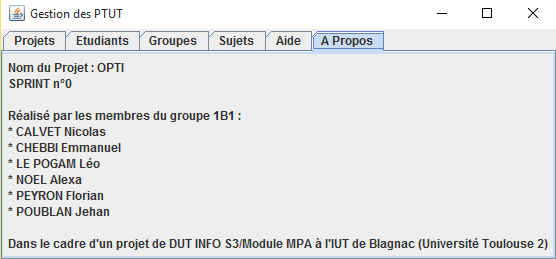 Gestion des PTUT
Projets Etudiants Groupes Sujets Aide A Propos
Nom du Projet : OPTI
SPRINT n°0
Réalisé par les membres du groupe 1B1 :
* CALVET Nicolas
* CHEBBI Emmanuel
* LE POGAM Léo
* NOEL Alexa
* PEYRON Florian
* POUBLAN Jehan
Dans le cadre d'un projet de DUT INFO S3/Module MPA à l'IUT de Blagnac (Université Toulouse 2)